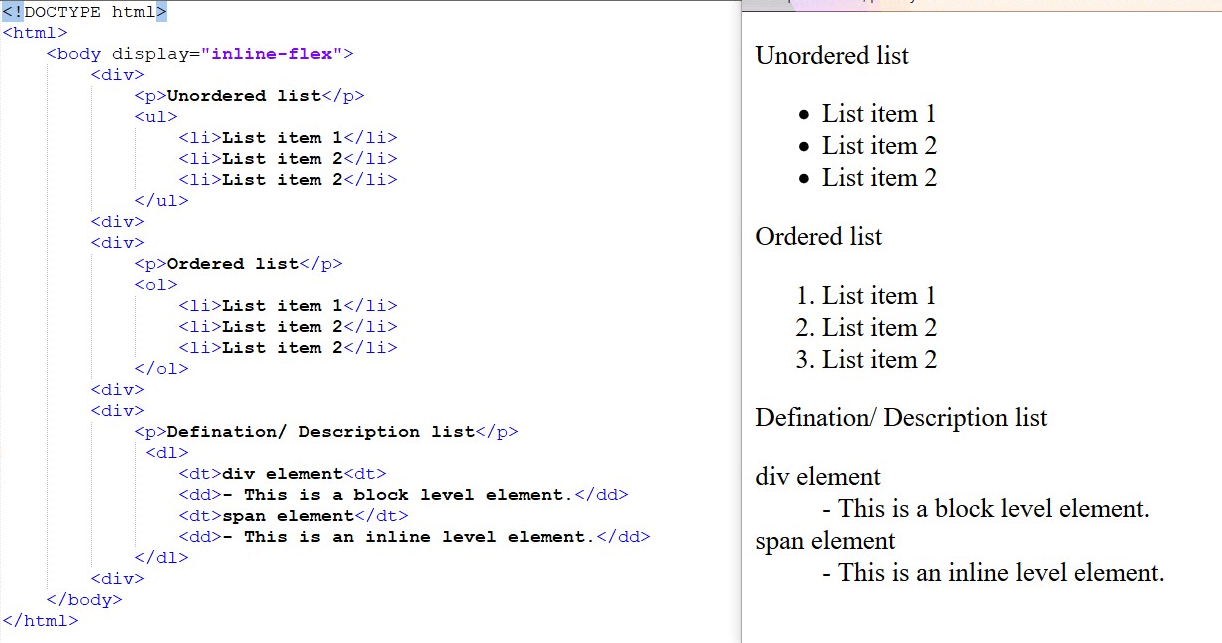 <!DOCTYPE html>
<html>
<body display="inline-flex">
<div>
<p>Unordered list</p>
<ul>
<li>List item 1</li>
<li>List item 2</li>
<li>List item 2</li>
</ul>
<div>
<div>
<p>Ordered list</p>
<ol>
<li>List item 1</li>
<li>List item 2</li>
<li>List item 2</li>
</ol>
<div>
<div>
<p>Defination/ Description list</p>
<dl>
<dt>div element<dt>
<dd>- This is a block level element.</dd>
<dt>span element</dt>
<dd>- This is an inline level element.</dd>
</dl>
<div>
</body>
</html>
Unordered list
• List item 1
• List item 2
• List item 2
Ordered list
1. List item 1
2. List item 2
3. List item 2
Defination/ Description list
div element
- This is a block level element.
span element
- This is an inline level element.